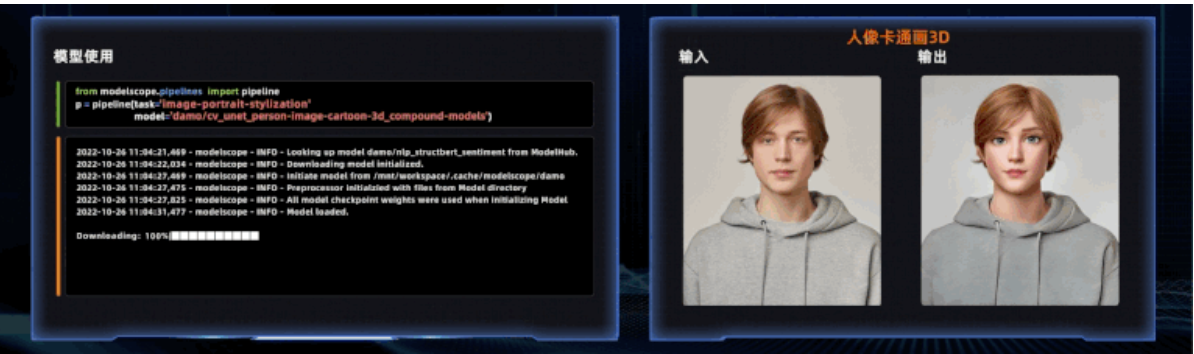 模型使用
from modelscope.pipelines import pipeline
p = pipeline(task='image-portrait-stylization'
model='damo/cv_unet_person-image-cartoon-3d_compound-models')
2022-10-26 11:04:21,469 - modelscope - INFO - Looking up model damo/nlp_structbert_sentiment from ModelHub.
2022-10-26 11:04:22,034 - modelscope - INFO - Downloading model initialized.
2022-10-26 11:04:27,469 - modelscope - INFO - Initiate model from /mnt/workspace/.cache/modelscope/damo
2022-10-26 11:04:27,475 - modelscope - INFO - Preprocessor initialzied with files from Model directory
2022-10-26 11:04:27,825 - modelscope - INFO - All model checkpoint weights were used when initializing Model
2022-10-26 11:04:31,477 - modelscope - INFO - Model loaded.
Downloading: 100%
人像卡通画3D
输入
输出